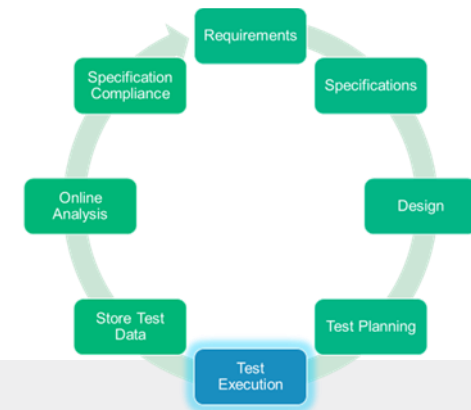 Requirements
Specifications
Design
Test Planning
Test
Execution
Store Test
Data
Online
Analysis
Specification
Compliance